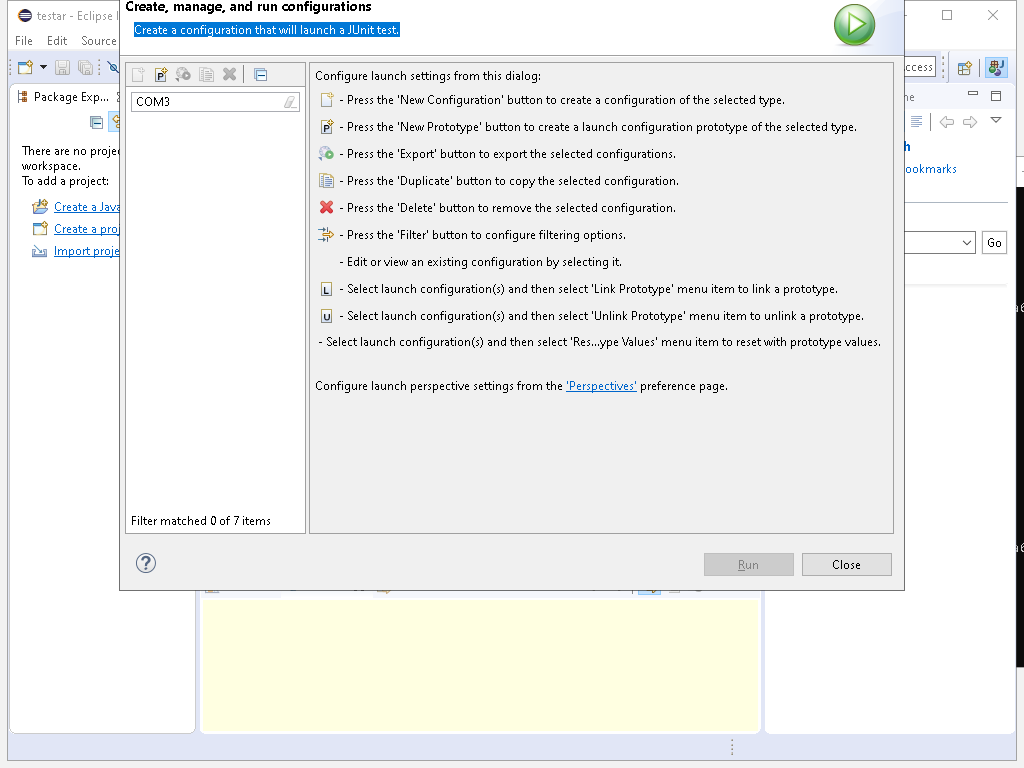 Create, manage, and run configurations
testar - Eclipse
Create a configuration that will launch a JUnit test.
File Edit Source
Package Exp...
COM3
Configure launch settings from this dialog:
- Press the 'New Configuration' button to create a configuration of the selected type.
- Press the 'New Prototype' button to create a launch configuration prototype of the selected type.
- Press the 'Export' button to export the selected configurations.
- Press the 'Duplicate' button to copy the selected configuration.
- Press the 'Delete' button to remove the selected configuration.
- Press the 'Filter' button to configure filtering options.
- Edit or view an existing configuration by selecting it.
L - Select launch configuration(s) and then select 'Link Prototype' menu item to link a prototype.
U - Select launch configuration(s) and then select 'Unlink Prototype' menu item to unlink a prototype.
- Select launch configuration(s) and then select 'Res...ype Values' menu item to reset with prototype values.
Configure launch perspective settings from the 'Perspectives' preference page.
There are no proje
workspace.
To add a project:
Create a Java
Create a proj
Import proje
ccess
ne
h
ookmarks
Go
Filter matched 0 of 7 items
?
Run
Close